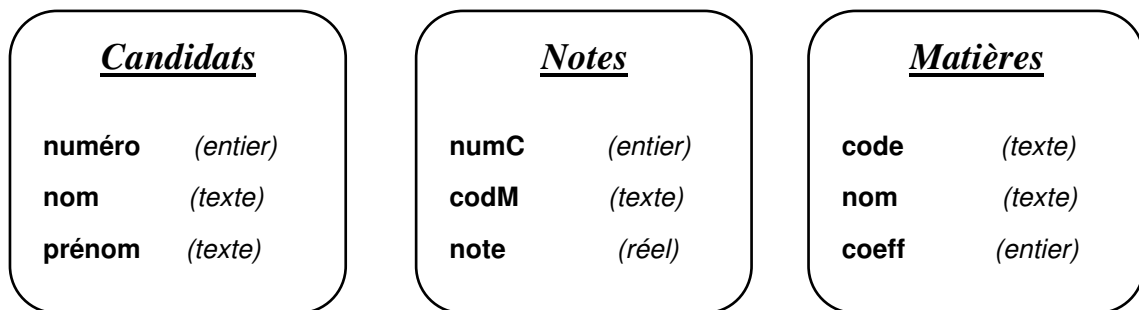 Candidats Notes Matières
numéro (entier) numC (entier) code (texte)
nom (texte) codM (texte) nom (texte)
prénom (texte) note (réel) coeff (entier)